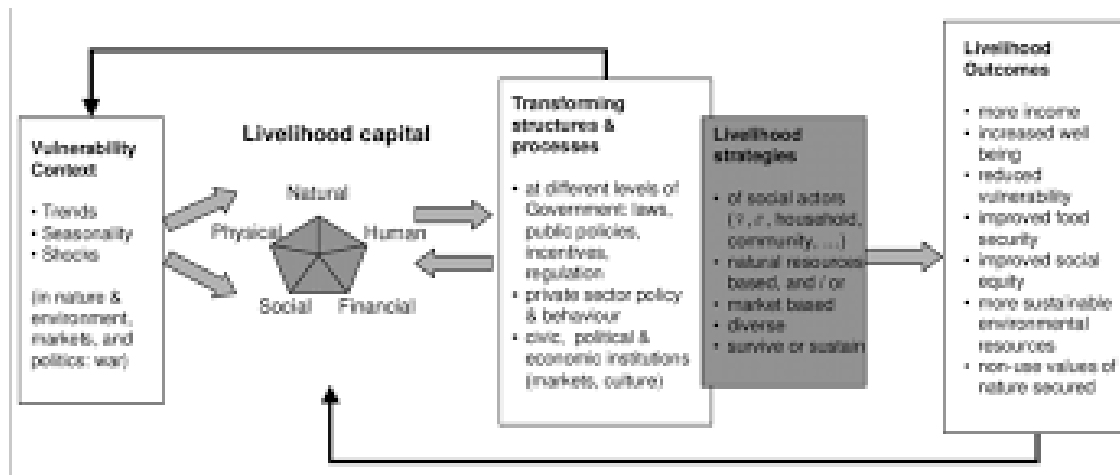 Vulnerability
Context
• Trends
• Seasonality
• Shocks
(in nature &
environment,
markets, and
politics: war)
Livelihood capital
Natural
Physical
Human
Social
Financial
Transforming
structures &
processes
• at different levels of
Government: laws,
public policies,
incentives,
regulation
• private sector policy
& behaviour
• civic, political &
economic institutions
(markets, culture)
Livelihood
strategies
• of social actors
household,
community, ...)
• natural resources
based, and / or
• market based
• diverse
• survive or sustain
Livelihood
Outcomes
• more income
• increased well
being
• reduced
vulnerability
• improved food
security
• improved social
equity
• more sustainable
environmental
resources
• non-use values of
nature secured